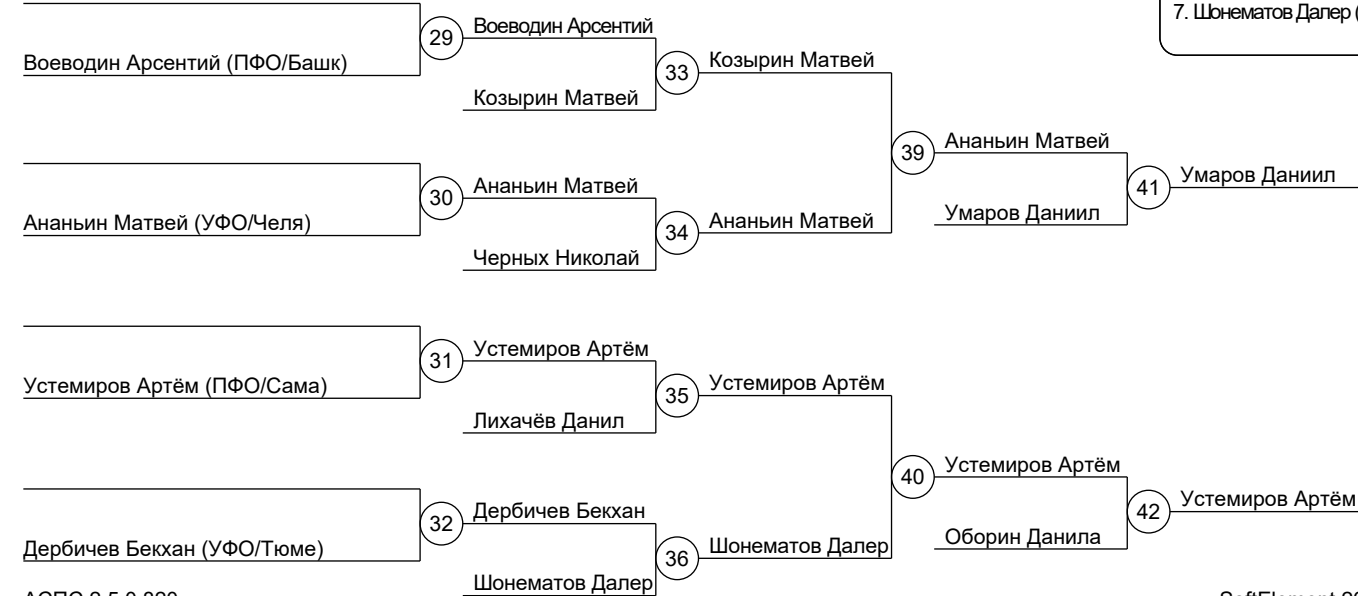 7. Шонематов Далер (
Воеводин Арсентий
29
Козырин Матвей
Воеводин Арсентий (ПФО/Башк)
33
Козырин Матвей
Ананьин Матвей
39
Умаров Даниил
Ананьин Матвей
30
41
Умаров Даниил
Ананьин Матвей (УФО/Челя)
Ананьин Матвей
34
Черных Николай
Устемиров Артём
31
Устемиров Артём
Устемиров Артём (ПФО/Сама)
35
Лихачёв Данил
Устемиров Артём
40
Устемиров Артём
Дербичев Бекхан
42
32
Оборин Данила
Шонематов Далер
Дербичев Бекхан (УФО/Тюме)
36
Шонематов Далер